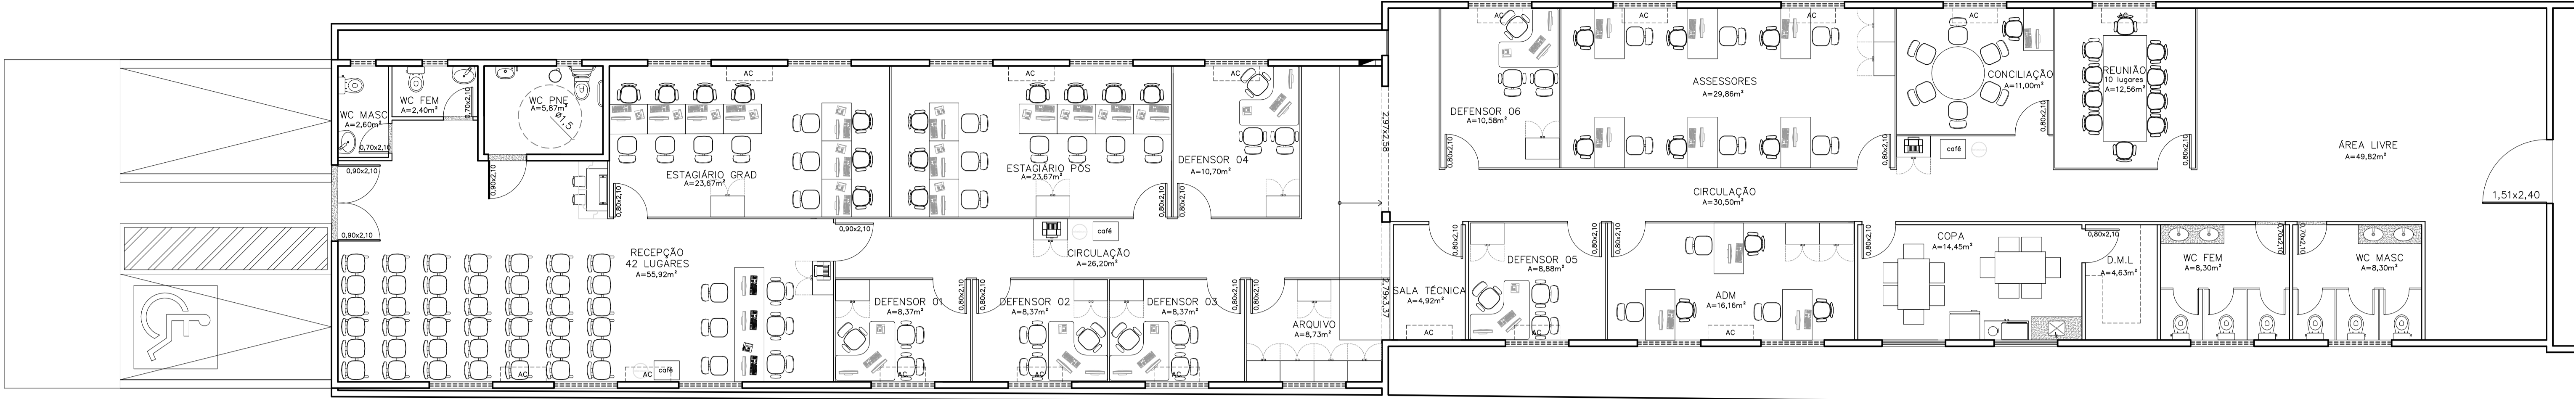 WC MASC
A=2,60m²
0,70x2,10
WC FEM
A=2,40m²
0,70x2,10
WC PNE
A=5,87m²
Ø1,5
0,90x2,10
0,90x2,10
0,90x2,10
RECEPÇÃO
42 LUGARES
A=55,92m²
AC
AC
café
ESTAGIÁRIO GRAD
A=23,67m²
AC
0,80x2,10
0,90x2,10
ESTAGIÁRIO PÓS
A=23,67m²
AC
0,80x2,10
DEFENSOR 04
A=10,70m²
AC
0,80x2,10
café
CIRCULAÇÃO
A=26,20m²
DEFENSOR 01
A=8,37m²
AC
0,80x2,10
DEFENSOR 02
A=8,37m²
AC
0,80x2,10
DEFENSOR 03
A=8,37m²
AC
0,80x2,10
ARQUIVO
A=8,73m²
0,80x2,10
2,97x2,58
2,79x3,37
DEFENSOR 06
A=10,58m²
AC
0,80x2,10
ASSESSORES
A=29,86m²
AC
AC
0,80x2,10
CONCILIAÇÃO
A=11,00m²
AC
0,80x2,10
café
REUNIÃO
10 lugares
A=12,56m²
AC
0,80x2,10
ÁREA LIVRE
A=49,82m²
1,51x2,40
CIRCULAÇÃO
A=30,50m²
SALA TÉCNICA
A=4,92m²
AC
0,80x2,10
DEFENSOR 05
A=8,88m²
AC
0,80x2,10
ADM
A=16,16m²
AC
0,80x2,10
COPA
A=14,45m²
0,80x2,10
D.M.L
A=4,63m²
0,80x2,10
WC FEM
A=8,30m²
0,70x2,10
WC MASC
A=8,30m²
0,70x2,10